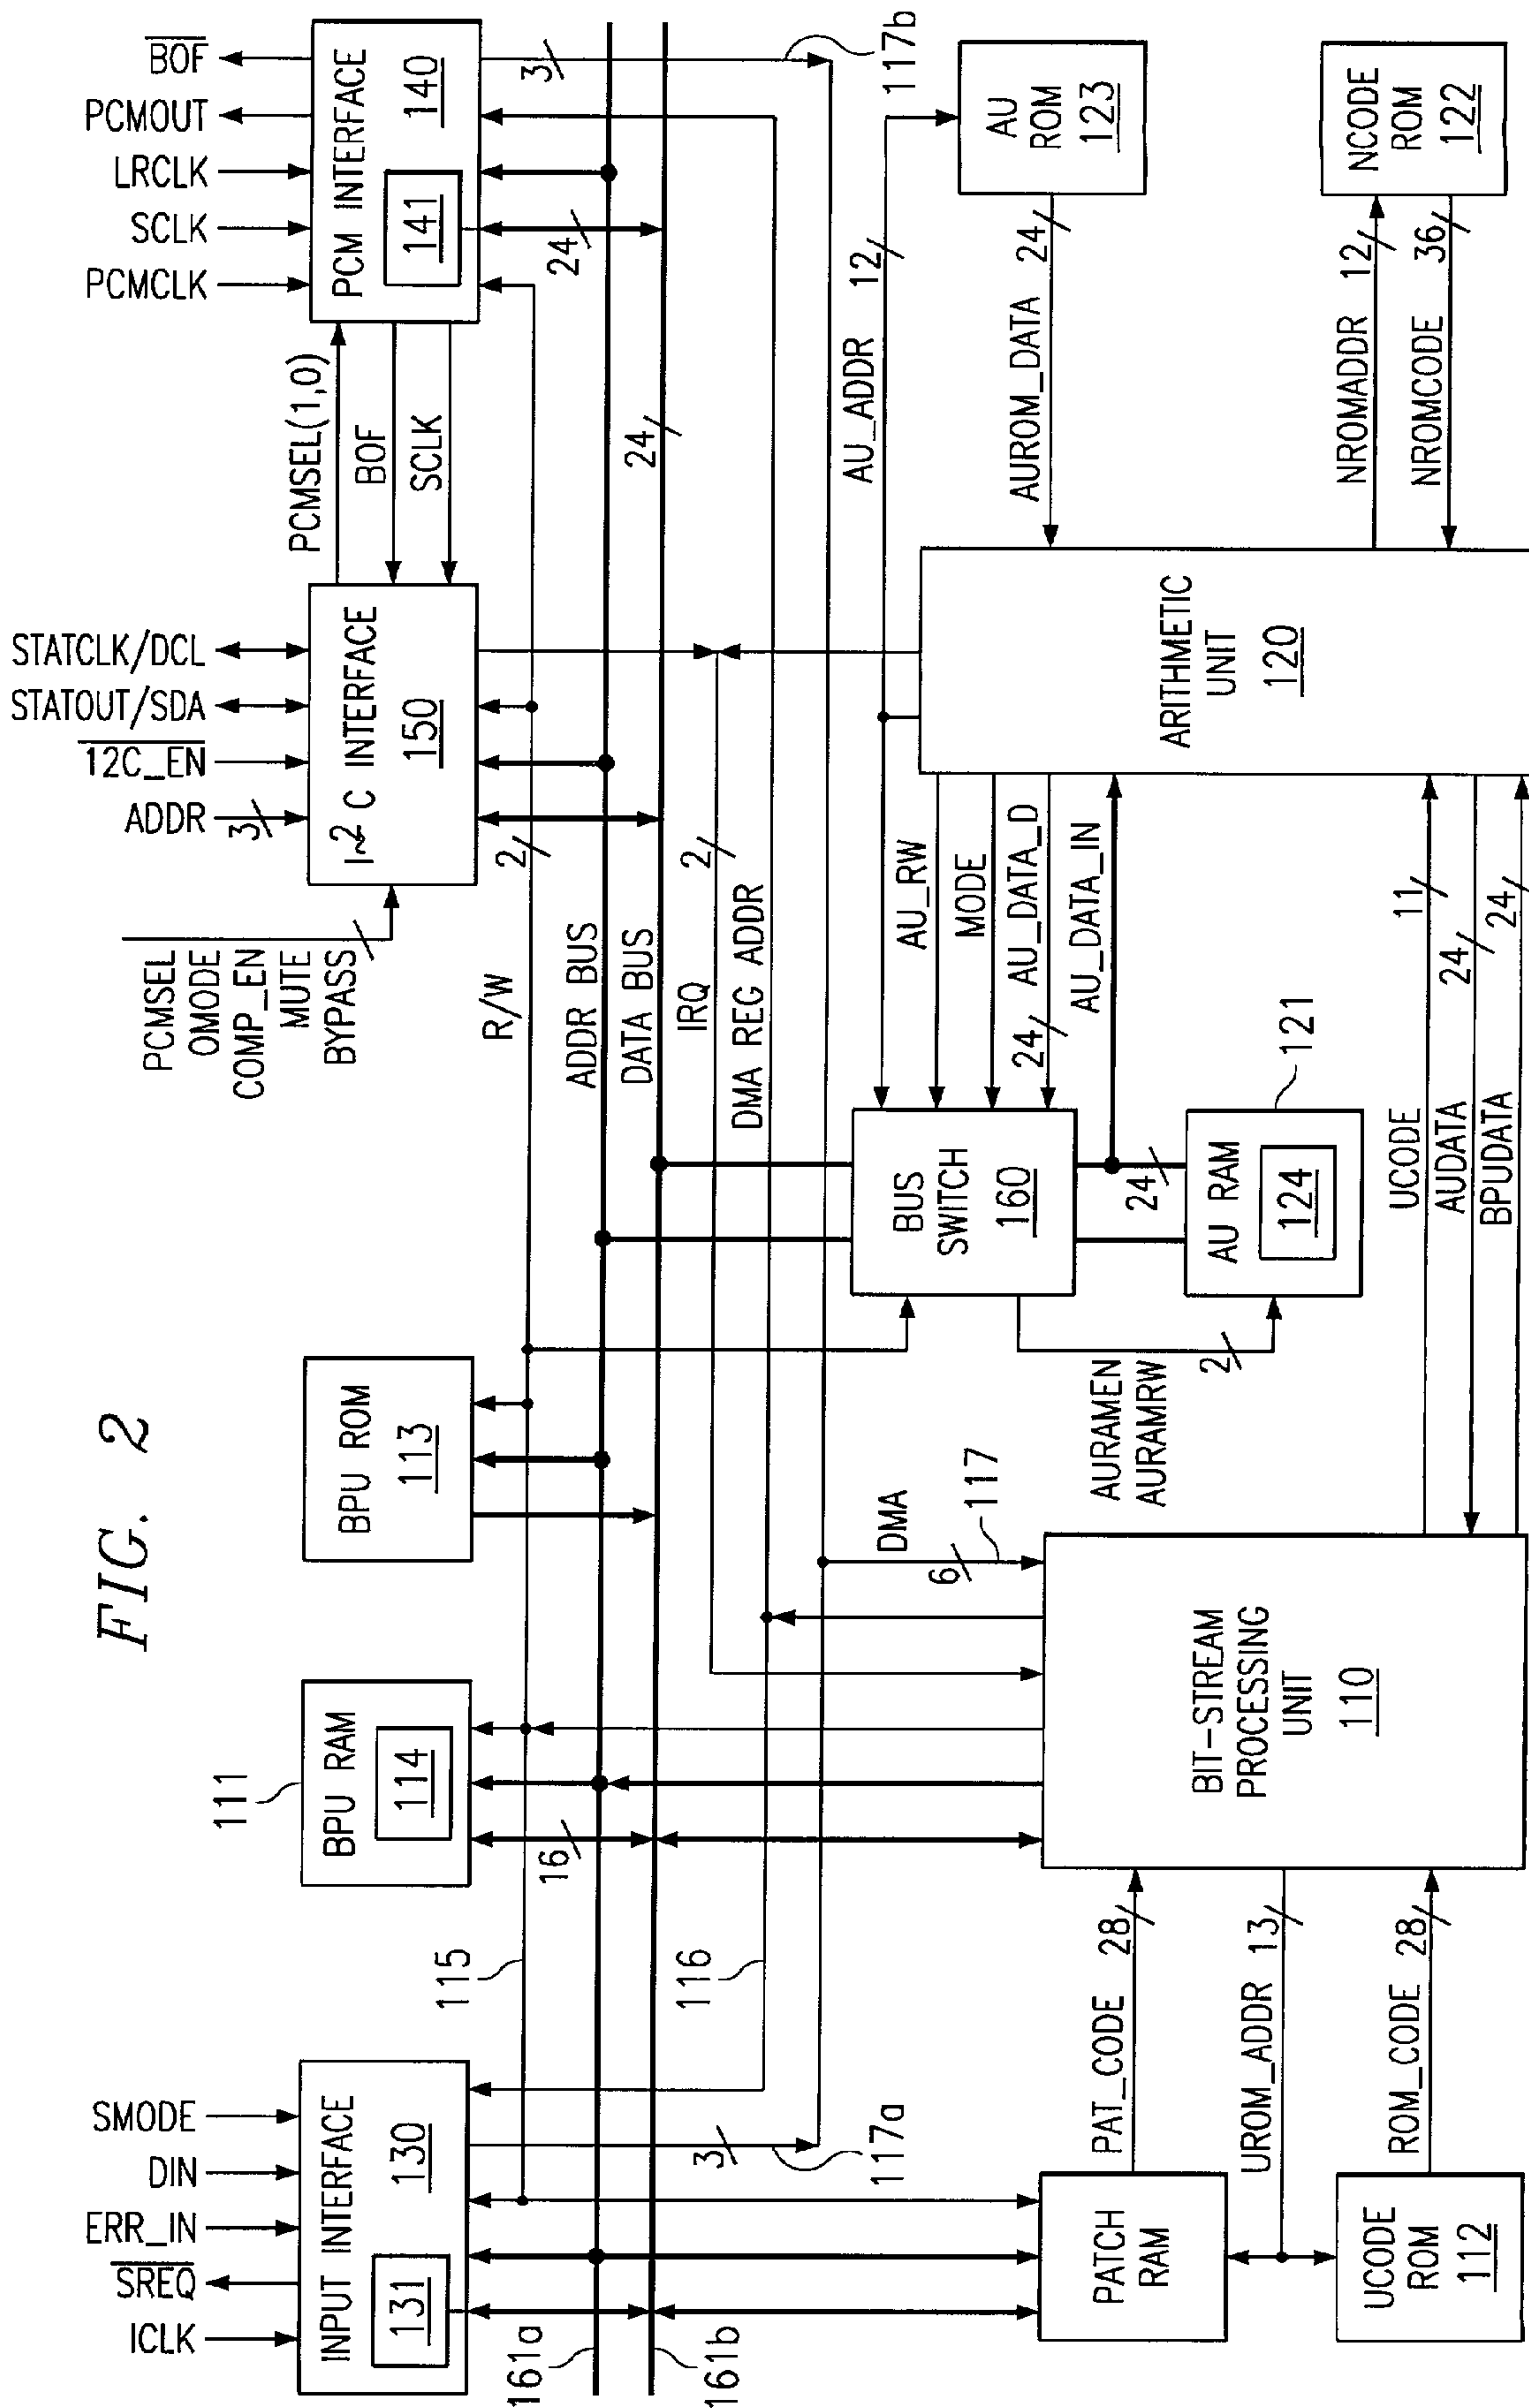 FIG. 2
SMODE
DIN
ERR_IN
SREQ
ICLK
INPUT INTERFACE
130
131
111
BPU RAM
114
BPU ROM
113
PCMSEL
OMODE
COMP_EN
MUTE
BYPASS
STATCLK/DCL
STATOUT/SDA
12C_EN
ADDR
3
I~2 C INTERFACE
150
PCMSEL(1,0)
BOF
SCLK
BOF
PCMOUT
LRCLK
SCLK
PCMCLK
PCM INTERFACE
140
141
161a
161b
115
116
117a
3
16
R/W
2
ADDR BUS
DATA BUS
24
24
3
117b
IRQ
2
DMA REG ADDR
DMA
6
117
PATCH
RAM
UCODE
ROM
112
PAT_CODE 28
UROM_ADDR 13
ROM_CODE 28
BIT-STREAM
PROCESSING
UNIT
110
BUS
SWITCH
160
AURAMEN
AURAMRW
2
24
AU RAM
124
121
AU_RW
MODE
AU_DATA_D
24
AU_DATA_IN
AU_ADDR 12
AUROM_DATA 24
AU
ROM
123
ARITHMETIC
UNIT
120
NROMADDR 12
NROMCODE 36
NCODE
ROM
122
UCODE
11
AUDATA
24
BPUDATA
24